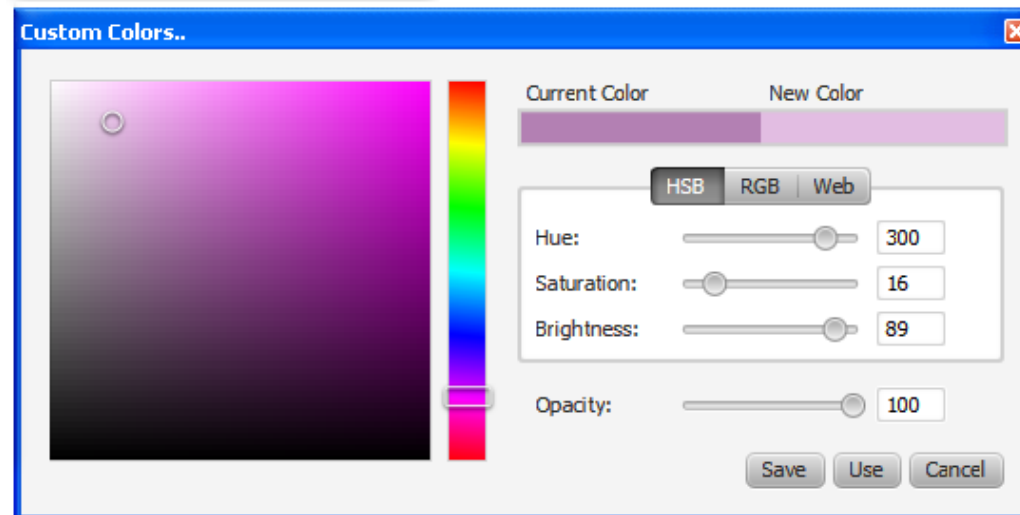 Custom Colors..
Current Color New Color
HSB RGB Web
Hue: 300
Saturation: 16
Brightness: 89
Opacity: 100
Save Use Cancel